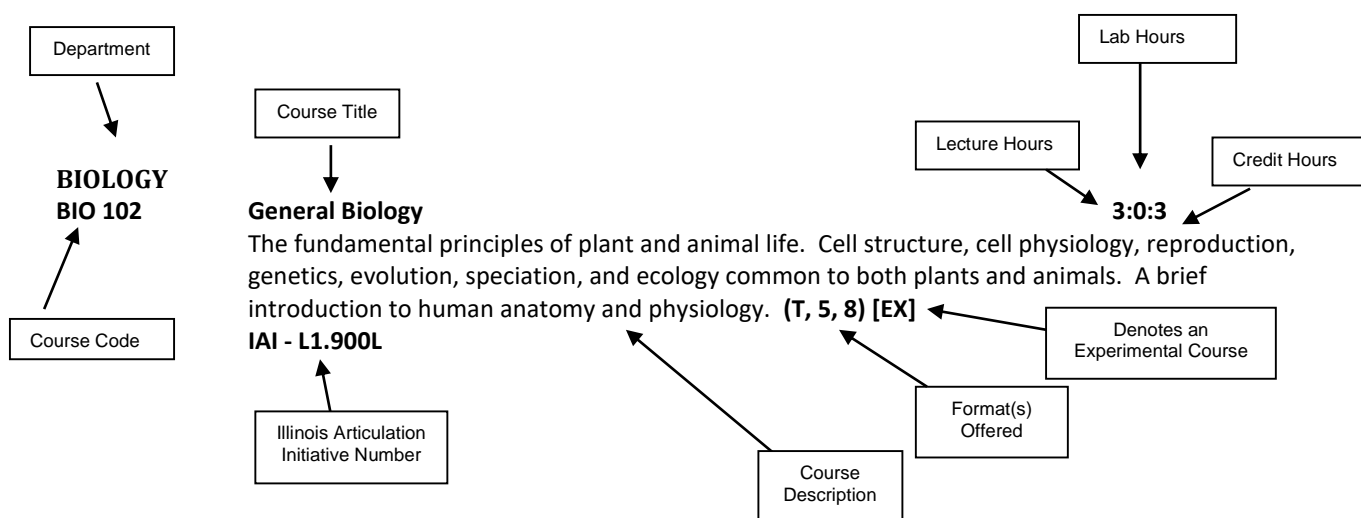 Department
Lab Hours
Course Title
Lecture Hours
Credit Hours
BIOLOGY
BIO 102
General Biology
3:0:3
The fundamental principles of plant and animal life.  Cell structure, cell physiology, reproduction,
genetics, evolution, speciation, and ecology common to both plants and animals.  A brief
introduction to human anatomy and physiology.  (T, 5, 8) [EX]
IAI - L1.900L
Course Code
Denotes an
Experimental Course
Illinois Articulation
Initiative Number
Format(s)
Offered
Course
Description